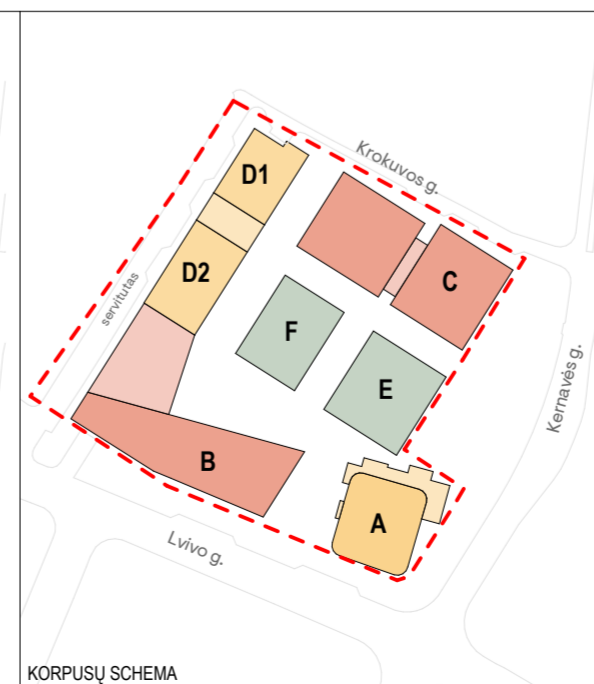 Krokuvos g.
D1
D2
servitutas
C
F
E
Kernavės g.
B
A
Lvivo g.
KORPUSŲ SCHEMA